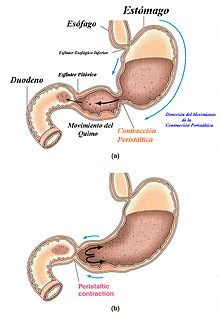 Estómago
Esófago
Esfínter Esofágico Inferior
Duodeno
Esfínter Pilórico
Movimiento del
Quimo
Contracción
Peristáltica
Dirección del Movimiento
de la
Contracción Peristáltica
(a)
Peristaltic
contraction
(b)